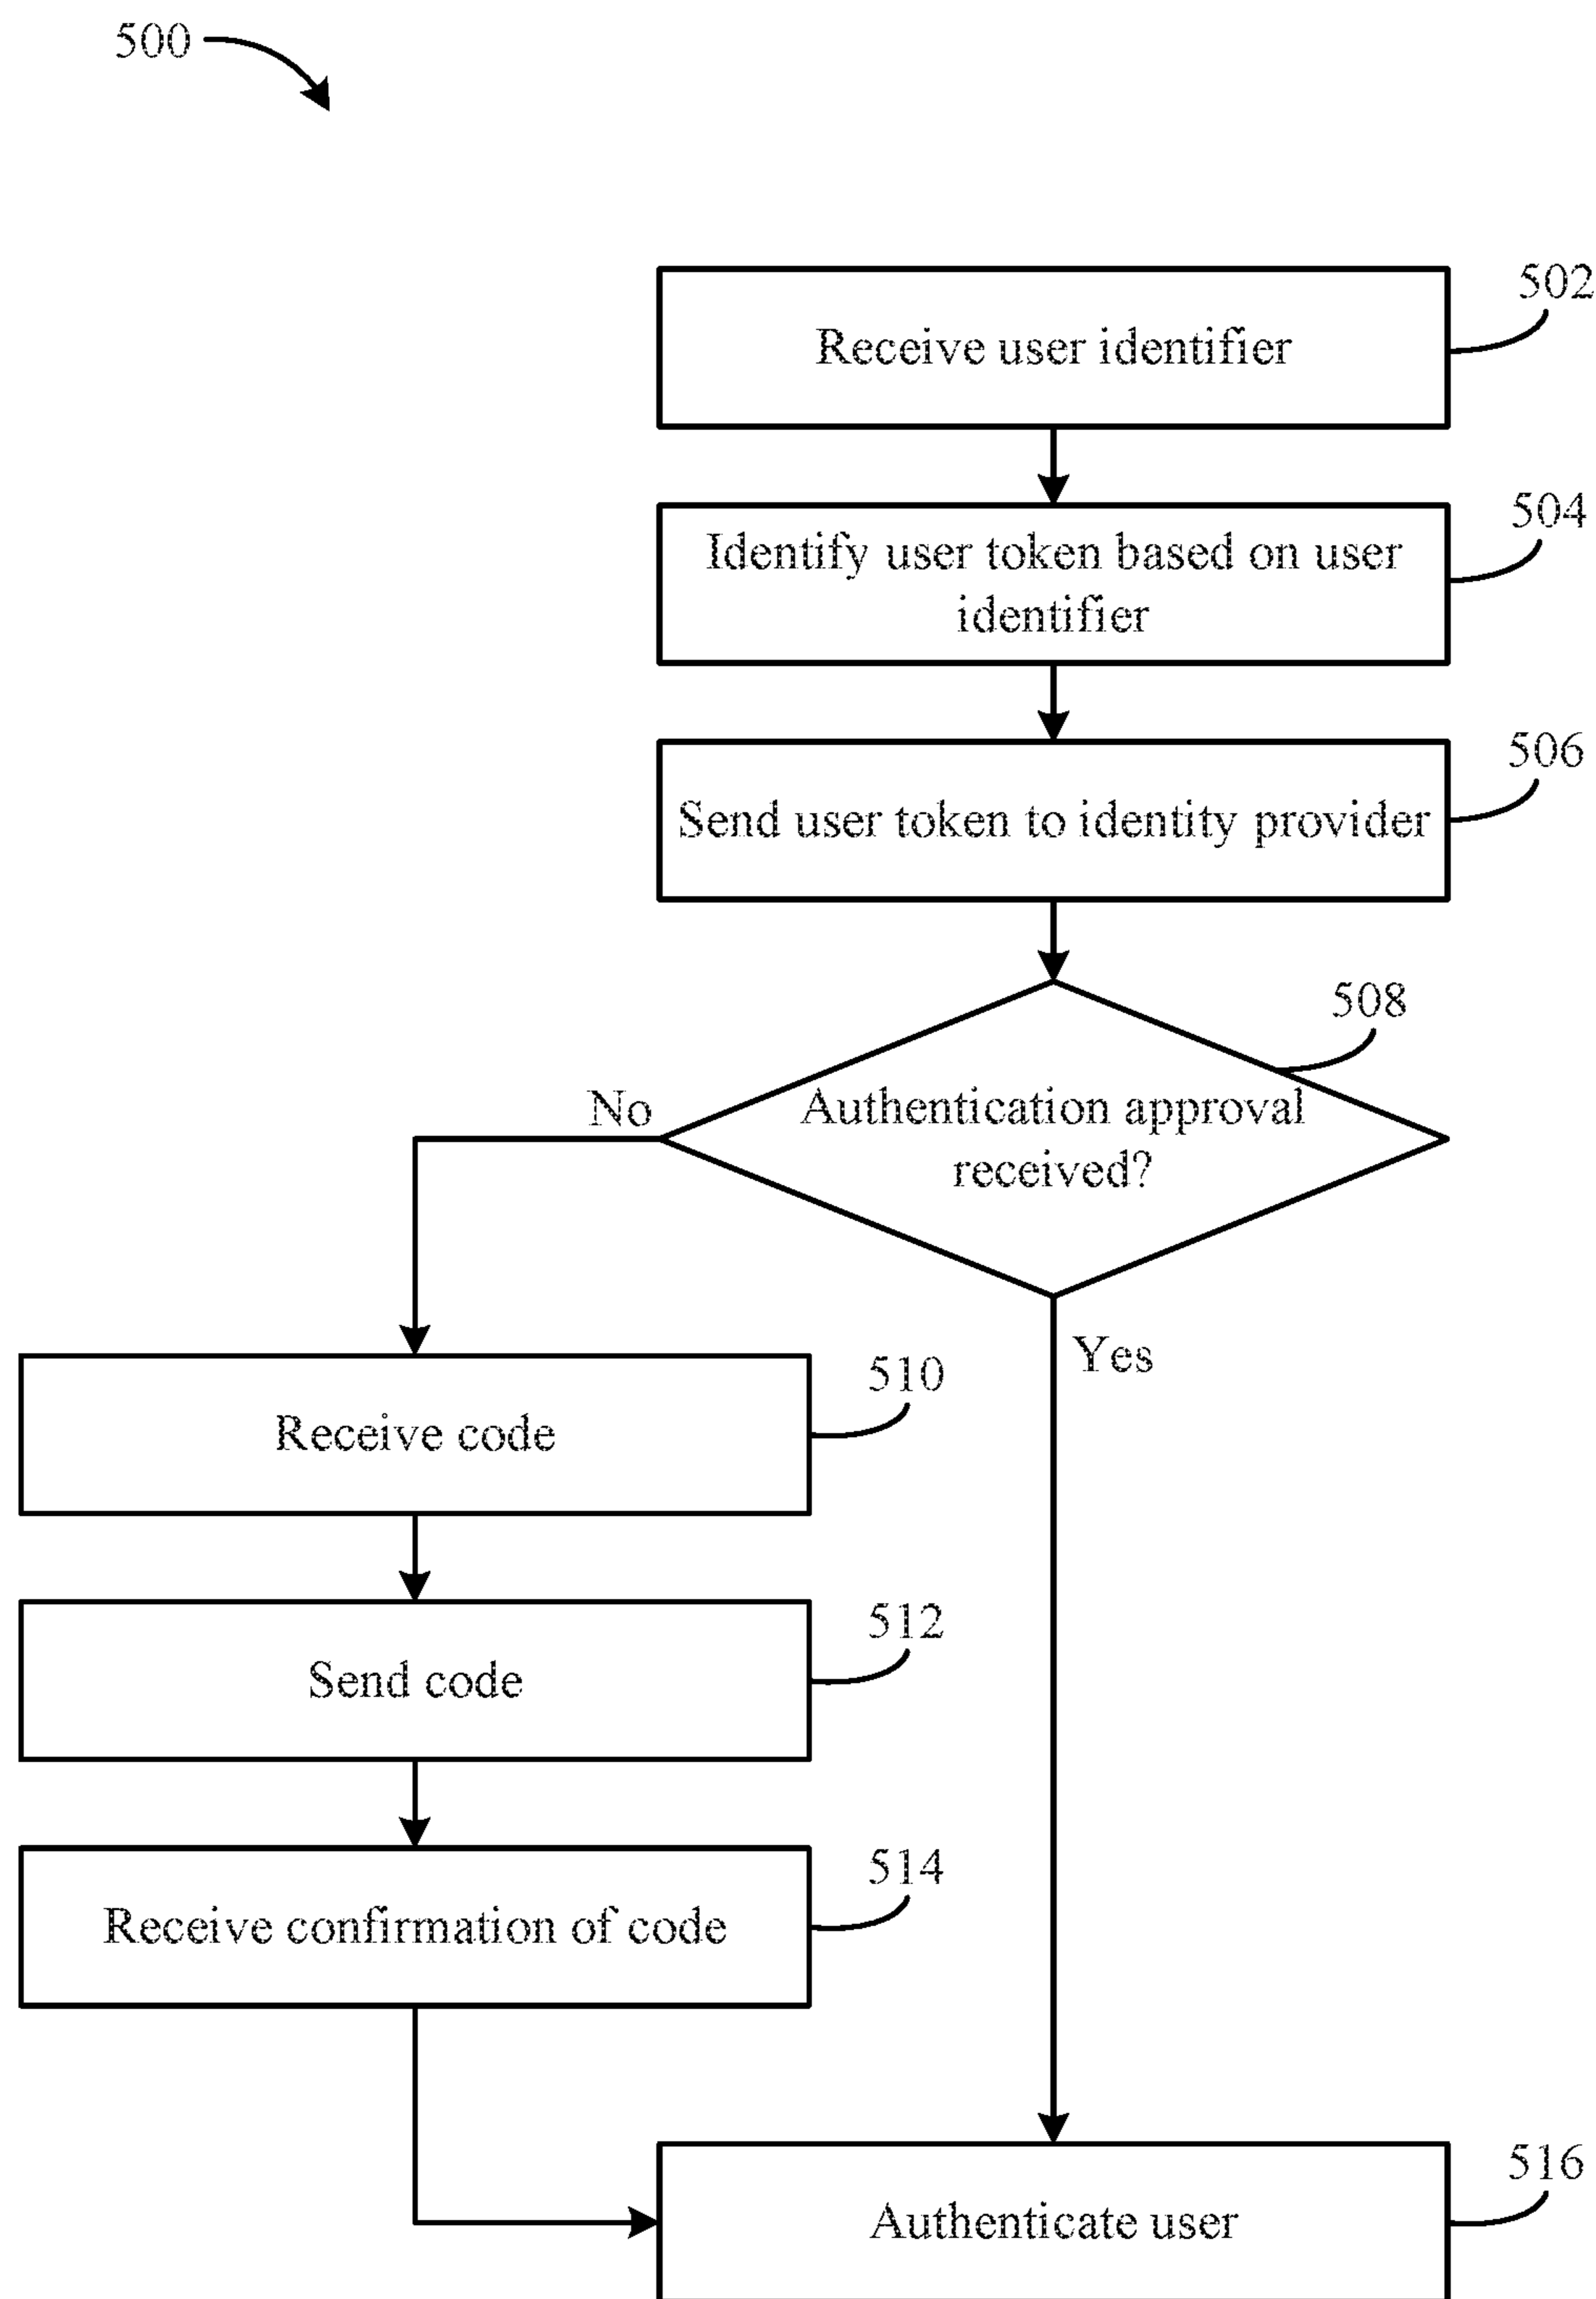 500
502
Receive user identifier
504
Identify user token based on user
identifier
506
Send user token to identity provider
508
No
Authentication approval
received?
Yes
510
Receive code
512
Send code
514
Receive confirmation of code
516
Authenticate user